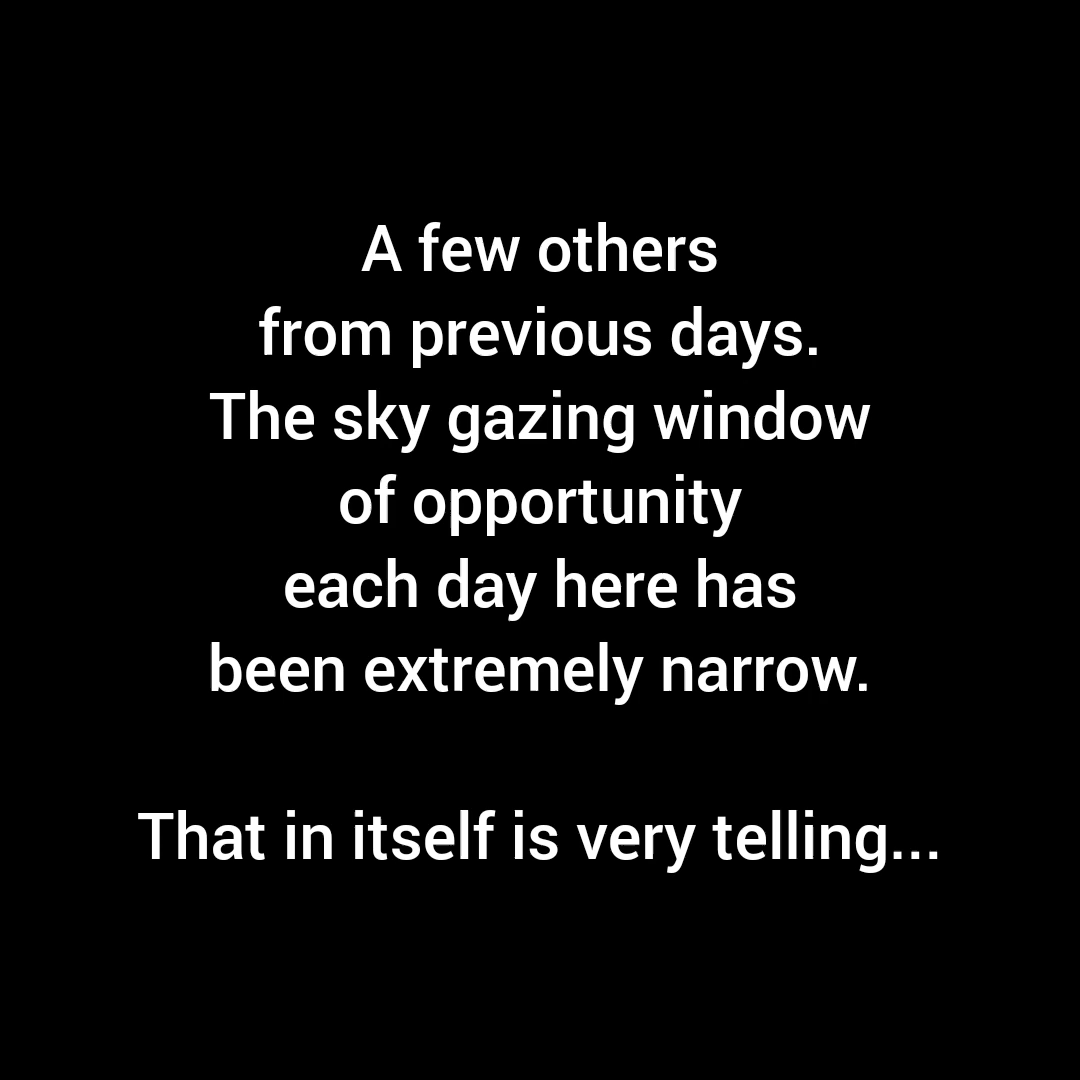 A few others
from previous days.
The sky gazing window
of opportunity
each day here has
been extremely narrow.
That in itself is very telling...